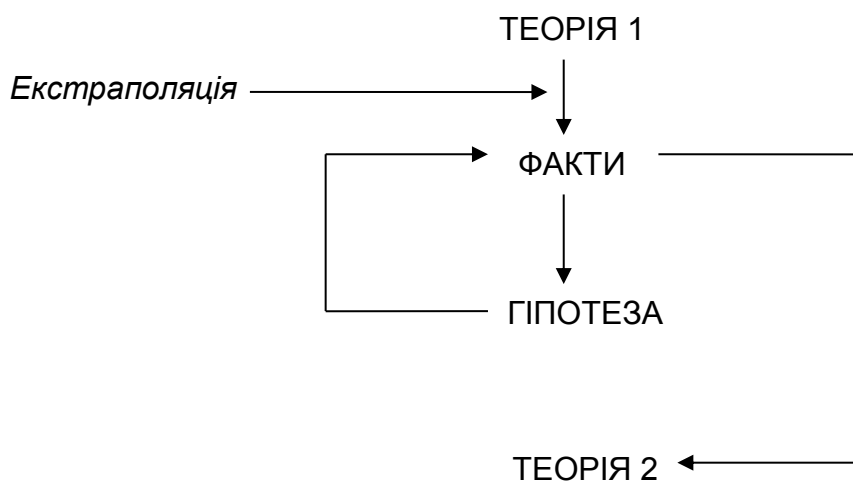 ТЕОРІЯ 1
Екстраполяція
ФАКТИ
ГІПОТЕЗА
ТЕОРІЯ 2